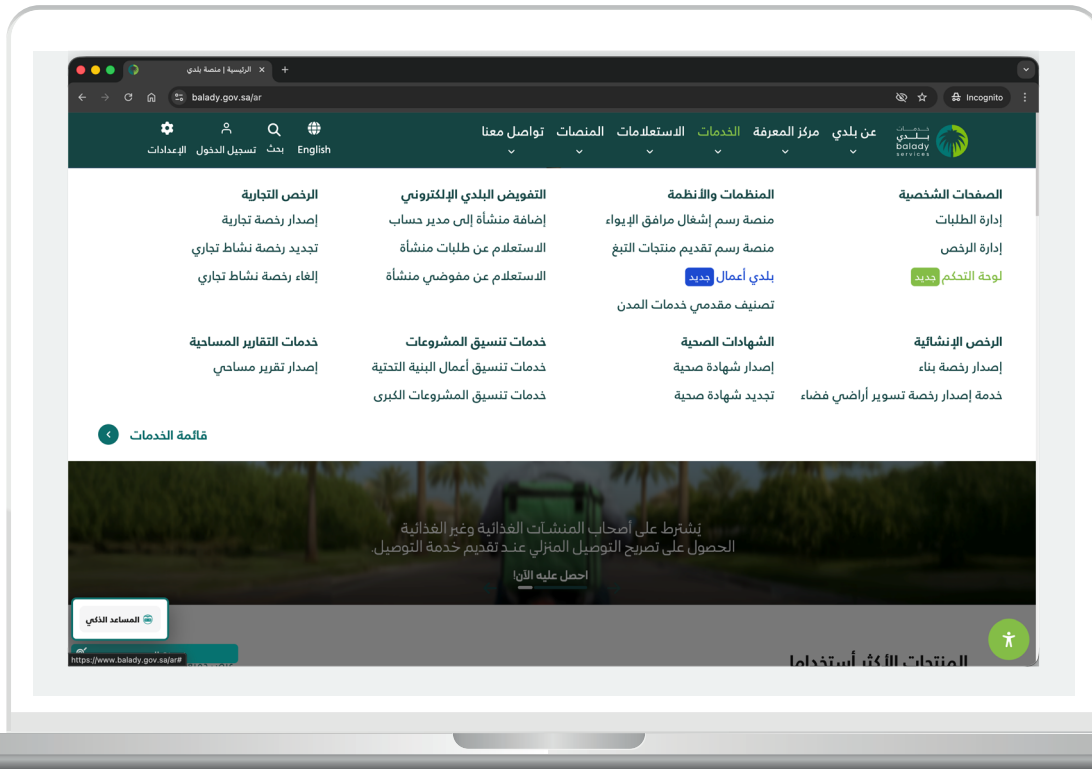 الرئيسية | منصة بلدي
balady.gov.sa/ar
Incognito
خدمات
بلدي
balady
services
عن بلدي
مركز المعرفة
الخدمات
الاستعلامات
المنصات
تواصل معنا
English
بحث
تسجيل الدخول
الإعدادات
الصفحات الشخصية
إدارة الطلبات
إدارة الرخص
لوحة التحكم جديد
المنظمات والأنظمة
منصة رسم إشغال مرافق الإيواء
منصة رسم تقديم منتجات التبغ
بلدي أعمال جديد
تصنيف مقدمي خدمات المدن
التفويض البلدي الإلكتروني
إضافة منشأة إلى مدير حساب
الاستعلام عن طلبات منشأة
الاستعلام عن مفوضي منشأة
الرخص التجارية
إصدار رخصة تجارية
تجديد رخصة نشاط تجاري
إلغاء رخصة نشاط تجاري
الرخص الإنشائية
إصدار رخصة بناء
خدمة إصدار رخصة تسوير أراضي فضاء
الشهادات الصحية
إصدار شهادة صحية
تجديد شهادة صحية
خدمات تنسيق المشروعات
خدمات تنسيق أعمال البنية التحتية
خدمات تنسيق المشروعات الكبرى
خدمات التقارير المساحية
إصدار تقرير مساحي
قائمة الخدمات
يُشترط على أصحاب المنشآت الغذائية وغير الغذائية
الحصول على تصريح التوصيل المنزلي عند تقديم خدمة التوصيل.
احصل عليه الآن!
المساعد الذكي
https://www.balady.gov.sa/ar#
المنتجات الأكثر أستخداما